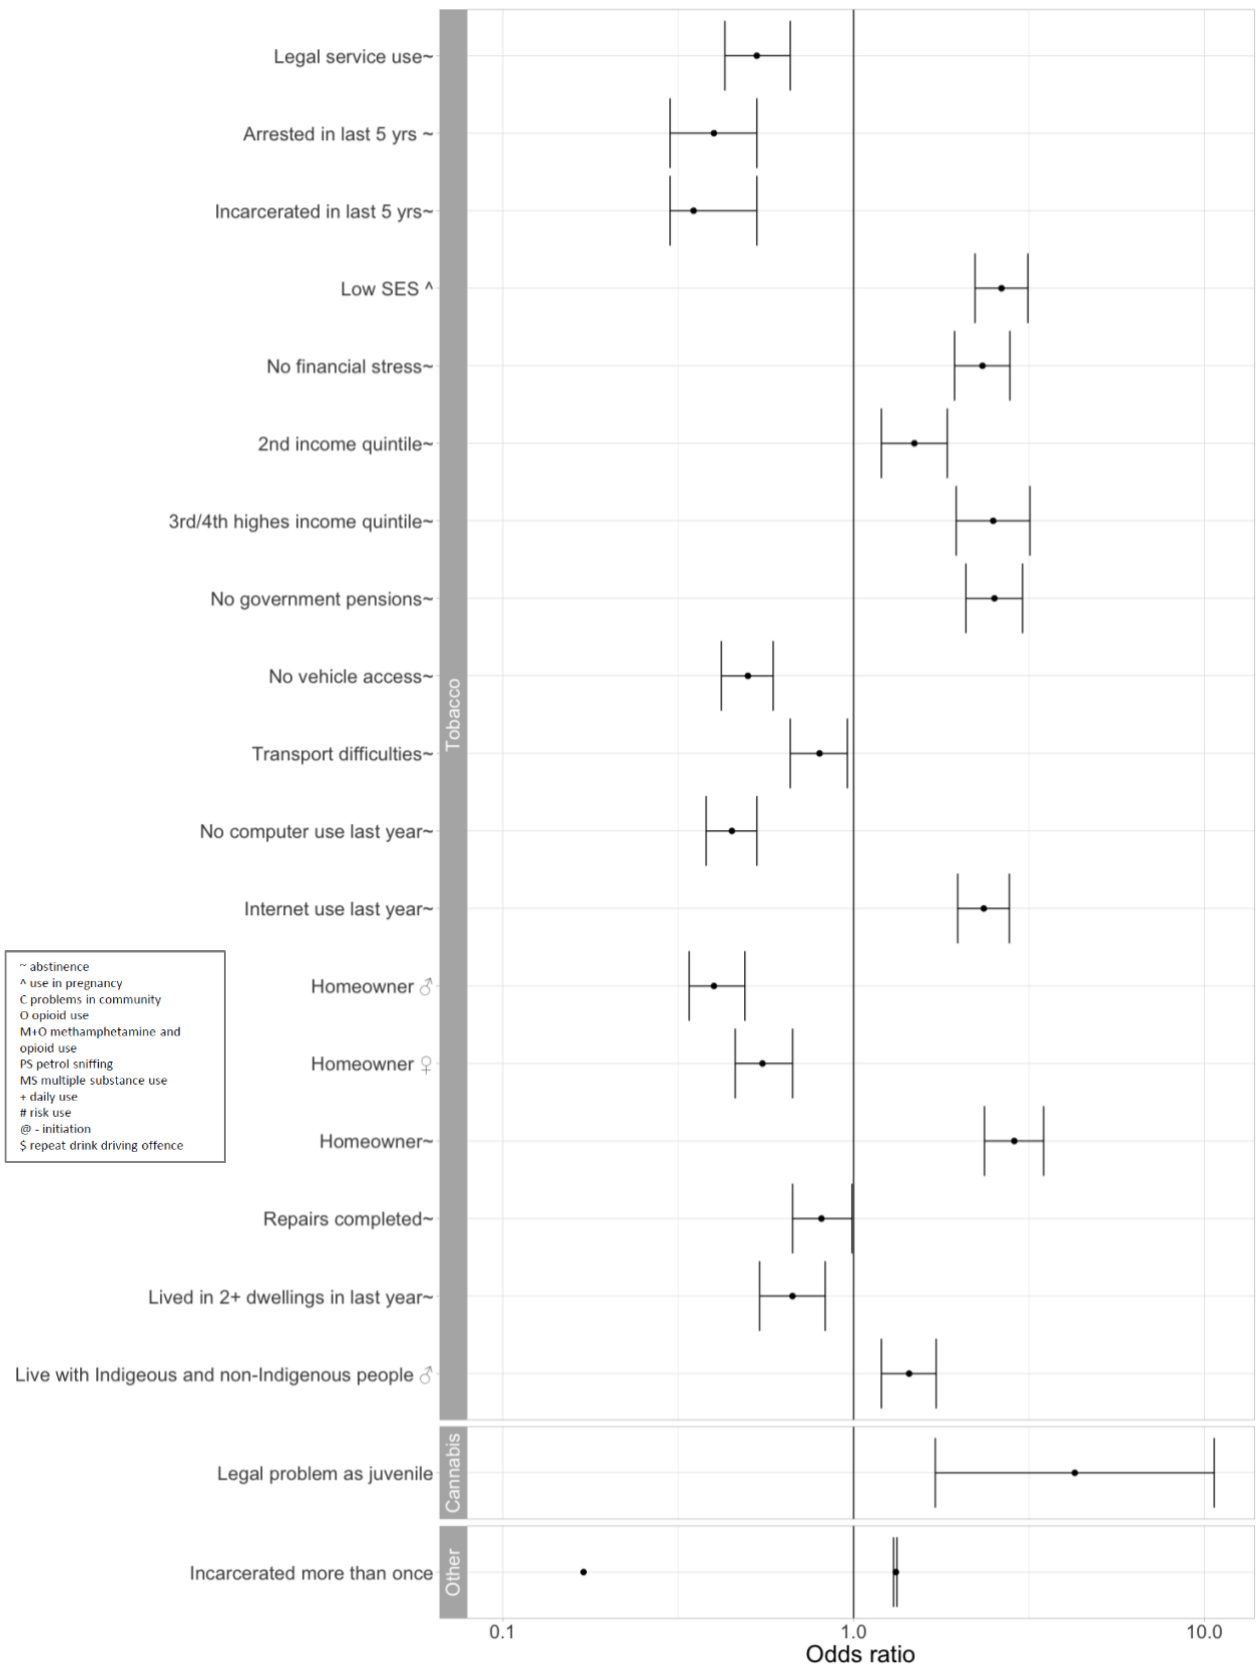 Legal service use~
Arrested in last 5 yrs ~
Incarcerated in last 5 yrs~
Low SES ^
No financial stress~
2nd income quintile~
3rd/4th highes income quintile~
No government pensions~
No vehicle access~
Transport difficulties~
No computer use last year~
Internet use last year~
Homeowner ♂
Homeowner ♀
Homeowner~
Repairs completed~
Lived in 2+ dwellings in last year~
Live with Indigeous and non-Indigenous people ♂
Tobacco
Legal problem as juvenile
Cannabis
Incarcerated more than once
Other
0.1
1.0
10.0
Odds ratio
~ abstinence
^ use in pregnancy
C problems in community
O opioid use
M+O methamphetamine and
opioid use
PS petrol sniffing
MS multiple substance use
+ daily use
# risk use
@ - initiation
$ repeat drink driving offence